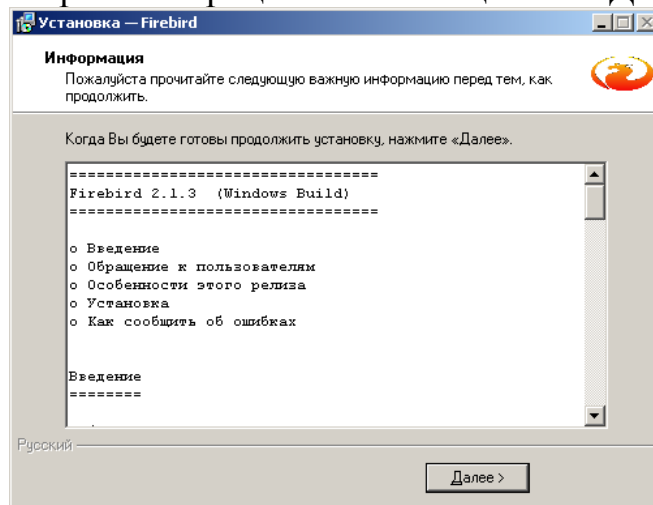 Установка — Firebird
Информация
Пожалуйста прочитайте следующую важную информацию перед тем, как
продолжить.
Когда Вы будете готовы продолжить установку, нажмите «Далее».
==================================
Firebird 2.1.3 (Windows Build)
==================================
o Введение
o Обращение к пользователям
o Особенности этого релиза
o Установка
o Как сообщить об ошибках
Введение
========
Русский
Далее >